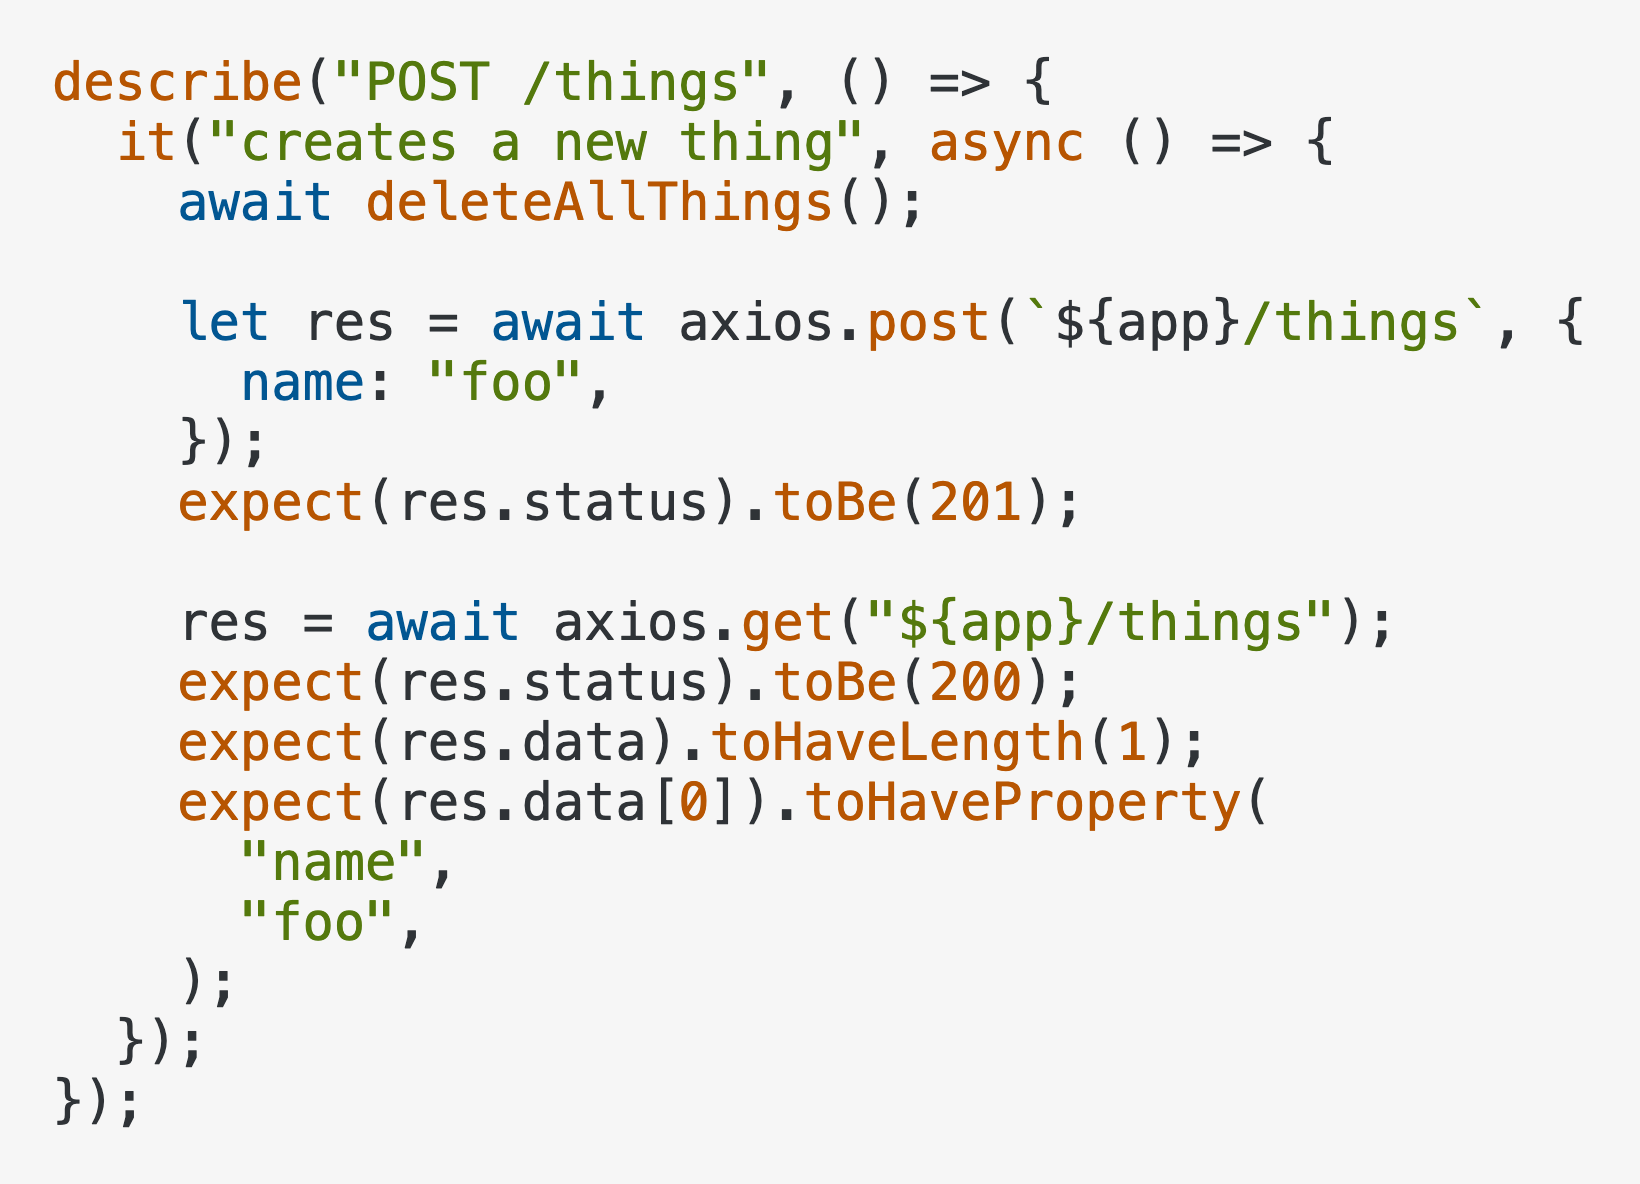 describe("POST /things", () => {
  it("creates a new thing", async () => {
    await deleteAllThings();

    let res = await axios.post(`${app}/things`, {
      name: "foo",
    });
    expect(res.status).toBe(201);

    res = await axios.get("${app}/things");
    expect(res.status).toBe(200);
    expect(res.data).toHaveLength(1);
    expect(res.data[0]).toHaveProperty(
      "name",
      "foo",
    );
  });
});